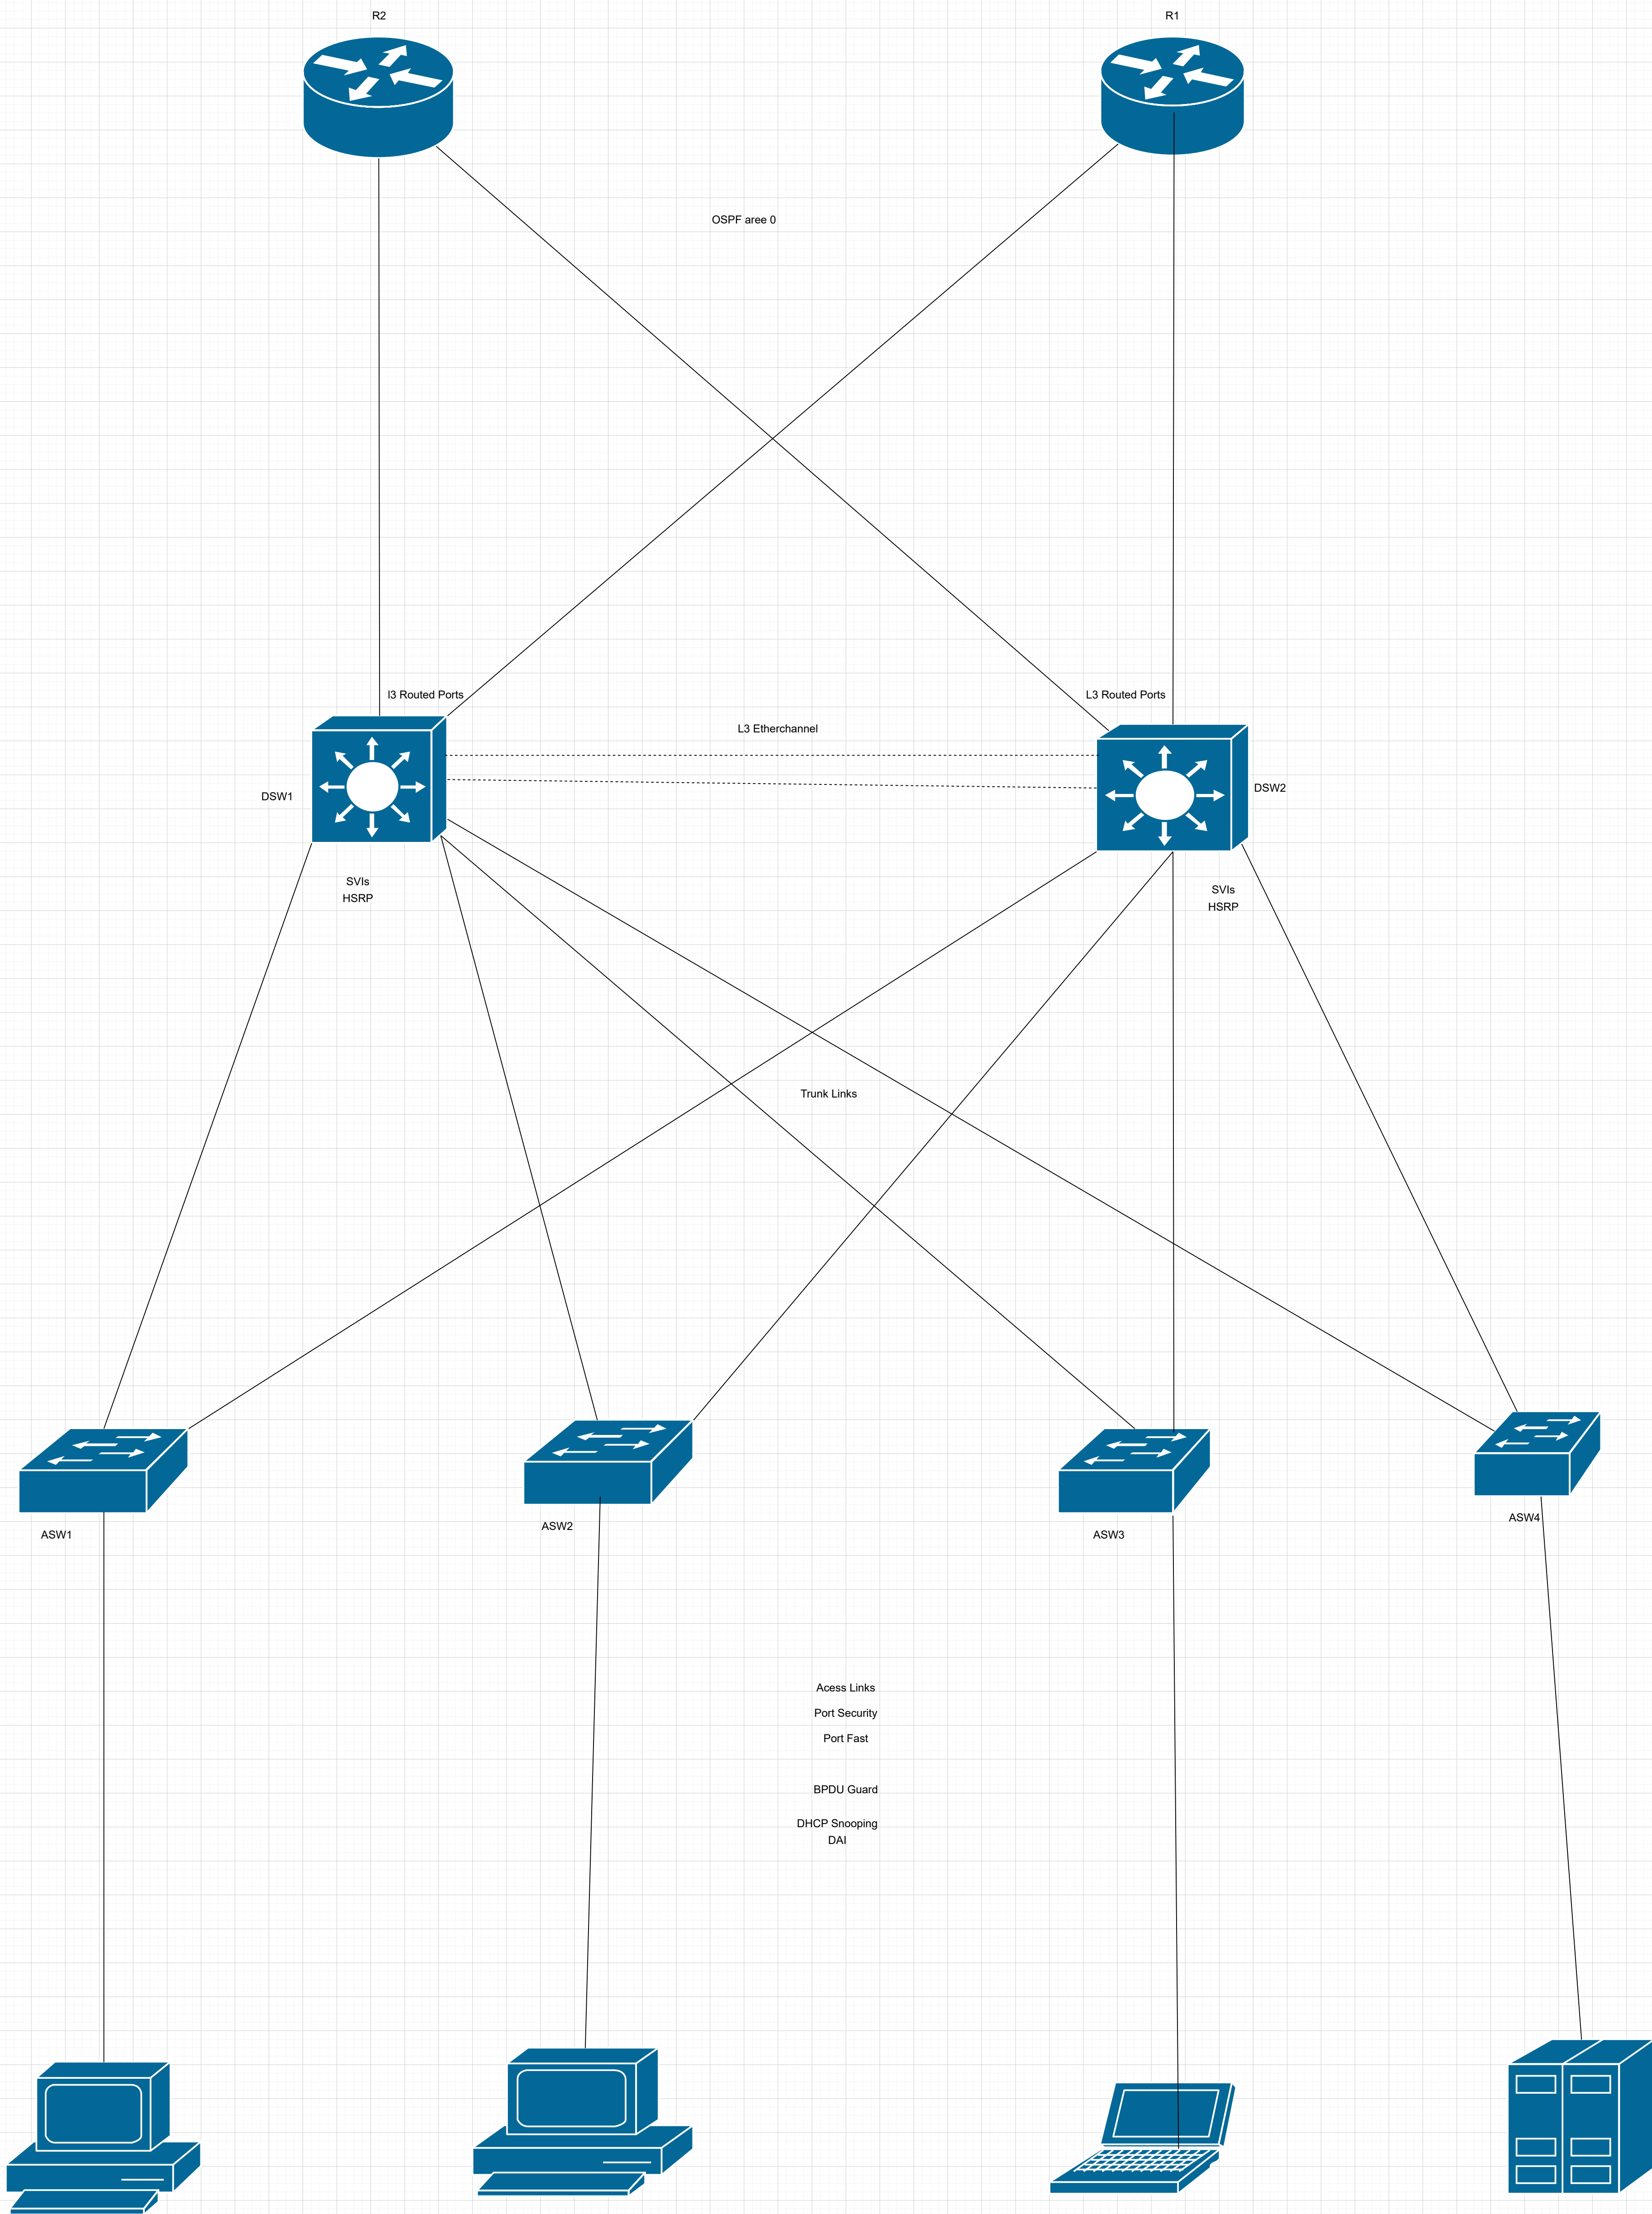 R2
R1
OSPF aree 0
l3 Routed Ports
L3 Routed Ports
L3 Etherchannel
DSW1
DSW2
SVIs
HSRP
SVIs
HSRP
Trunk Links
ASW1
ASW2
ASW3
ASW4
Acess Links
Port Security
Port Fast
BPDU Guard
DHCP Snooping
DAI